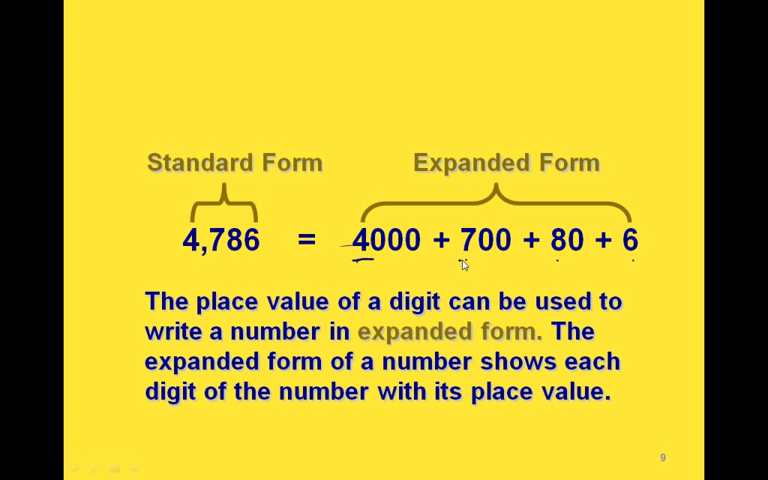 Standard Form Expanded Form
4,786 = 4000 + 700 + 80 + 6
The place value of a digit can be used to
write a number in expanded form. The
expanded form of a number shows each
digit of the number with its place value.
9